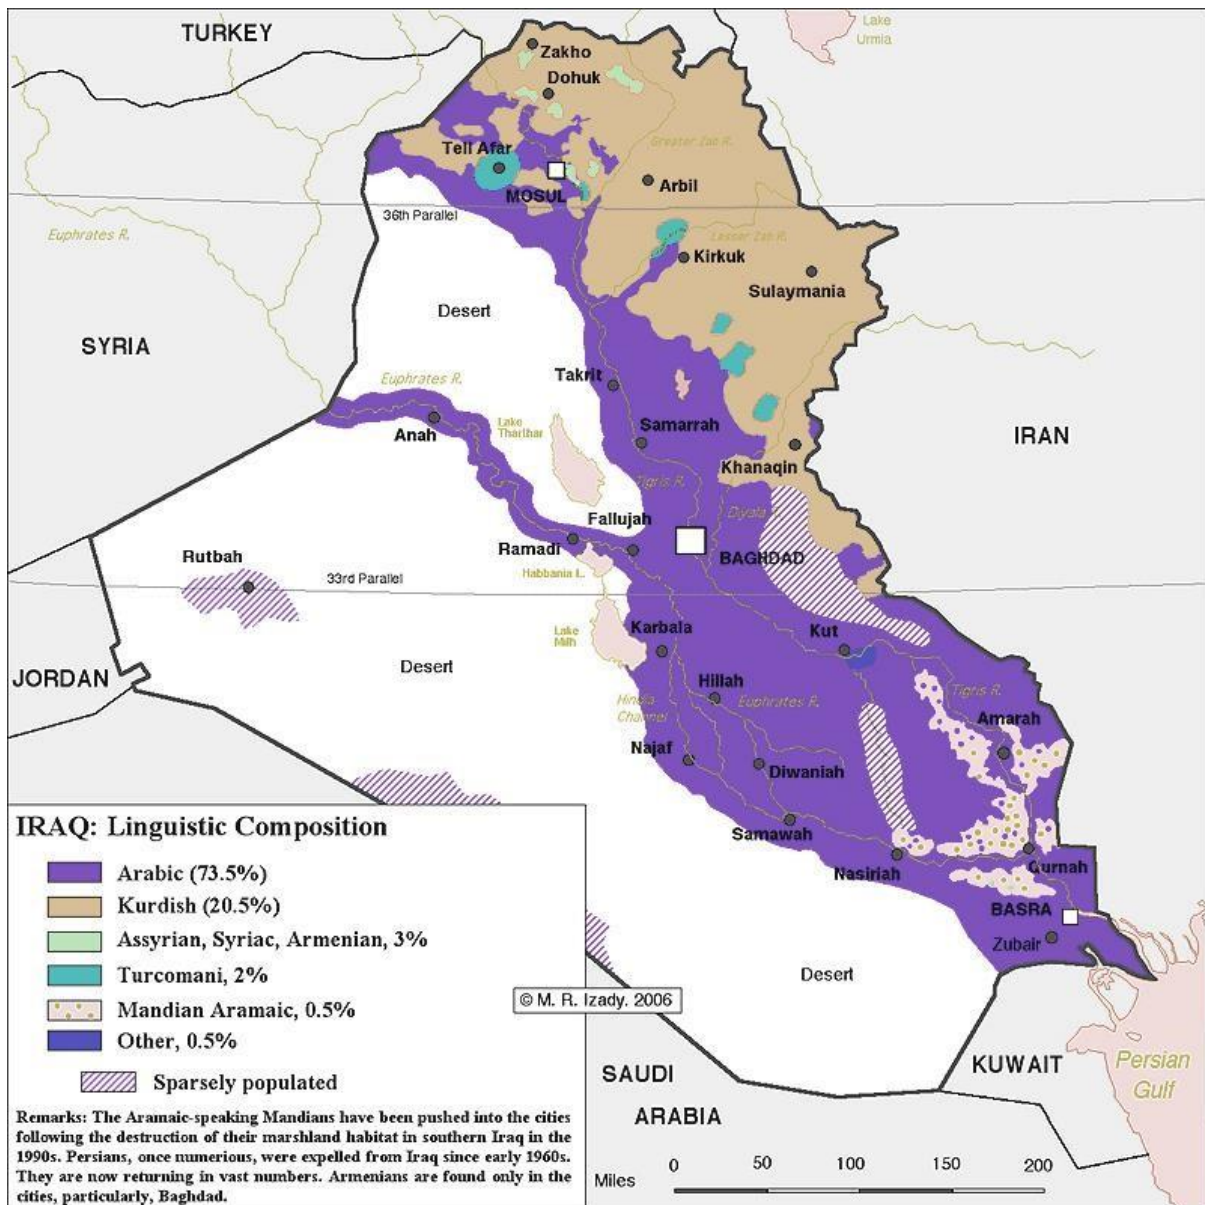 TURKEY
Lake
Urmia
Zakho
Dohuk
Greater Zab R.
Tell Afar
MOSUL
Arbil
36th Parallel
Euphrates R.
Lesser Zab R.
Kirkuk
Sulaymania
Desert
SYRIA
Euphrates R.
Takrit
Anah
Lake
Tharthar
Samarrah
IRAN
Khanaqin
Tigris R.
Fallujah
Diyala
Ramadi
BAGHDAD
Rutbah
Habbania L.
33rd Parallel
Karbala
Kut
Lake
Milh
Desert
JORDAN
Hillah
Tigris R.
Hindia
Channel
Euphrates R.
Amarah
Najaf
Diwaniah
Samawah
Nasiriah
Qurnah
BASRA
Zubair
Desert
IRAQ: Linguistic Composition
Arabic (73.5%)
Kurdish (20.5%)
Assyrian, Syriac, Armenian, 3%
Turcomani, 2%
Mandian Aramaic, 0.5%
Other, 0.5%
Sparsely populated
Remarks: The Aramaic-speaking Mandians have been pushed into the cities
following the destruction of their marshland habitat in southern Iraq in the
1990s. Persians, once numerious, were expelled from Iraq since early 1960s.
They are now returning in vast numbers. Armenians are found only in the
cities, particularly, Baghdad.
© M. R. Izady. 2006
SAUDI
ARABIA
KUWAIT
Persian
Gulf
Miles
0 50 100 150 200